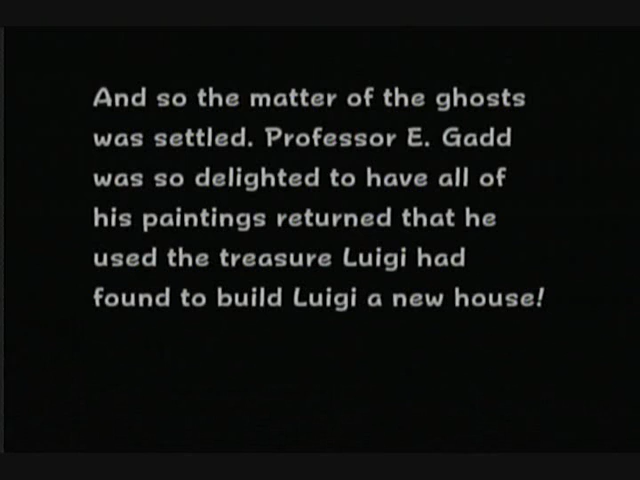 And so the matter of the ghosts
was settled. Professor E. Gadd
was so delighted to have all of
his paintings returned that he
used the treasure Luigi had
found to build Luigi a new house!